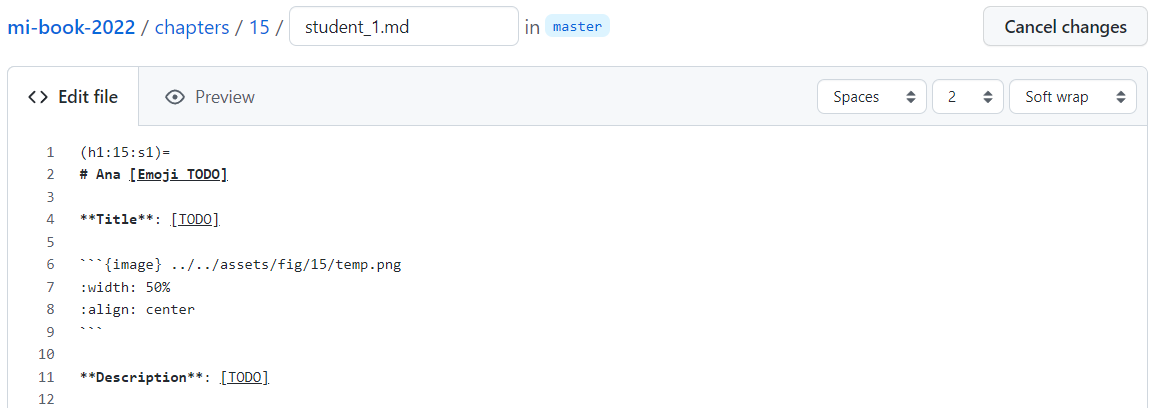 mi-book-2022 / chapters / 15 / student_1.md in master Cancel changes
<> Edit file Preview Spaces 2 Soft wrap
1 (h1:15:s1)=
2 # Ana [Emoji TODO]
3
4 **Title**: [TODO]
5
6 ```{image} ../../assets/fig/15/temp.png
7 :width: 50%
8 :align: center
9 ```
10
11 **Description**: [TODO]
12